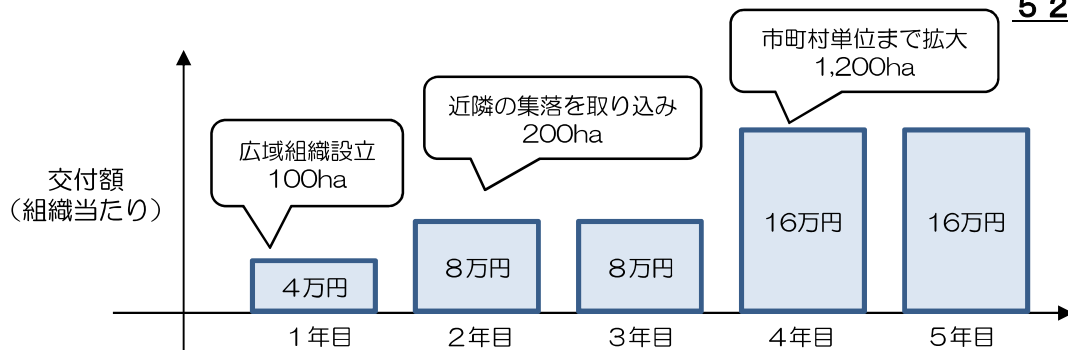 ５２
市町村単位まで拡大
1,200ha
近隣の集落を取り込み
200ha
広域組織設立
100ha
交付額
（組織当たり）
４万円
８万円
８万円
16万円
16万円
１年目
２年目
３年目
４年目
５年目